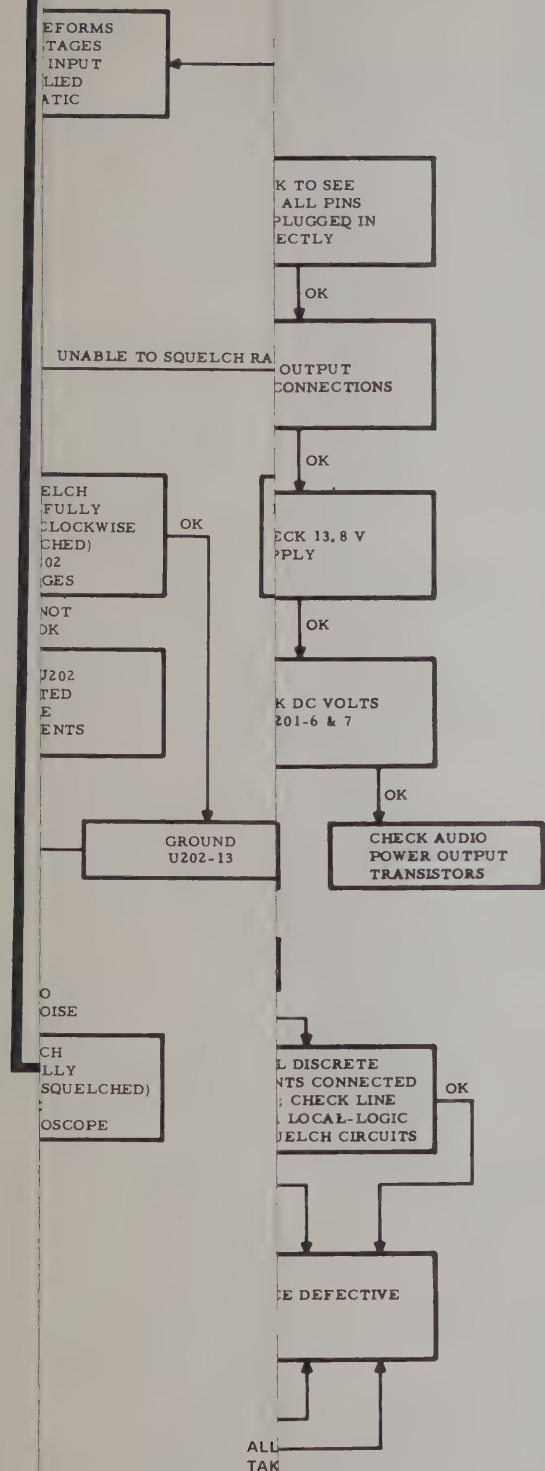 EFORMS
TAGES
INPUT
LIED
ATIC
K TO SEE
ALL PINS
PLUGGED IN
ECTLY
OK
UNABLE TO SQUELCH RA
OUTPUT
CONNECTIONS
OK
ELCH
FULLY
CLOCKWISE
CHED)
02
GES
OK
ECK 13.8 V
PPLY
NOT
OK
OK
U202
TED
E
ENTS
K DC VOLTS
201-6 & 7
OK
GROUND
U202-13
CHECK AUDIO
POWER OUTPUT
TRANSISTORS
O
OISE
CH
LLY
SQUELCHED)
OSCOPE
L DISCRETE
NTS CONNECTED
; CHECK LINE
LOCAL-LOGIC
UELCH CIRCUITS
OK
CE DEFECTIVE
ALL
TAK